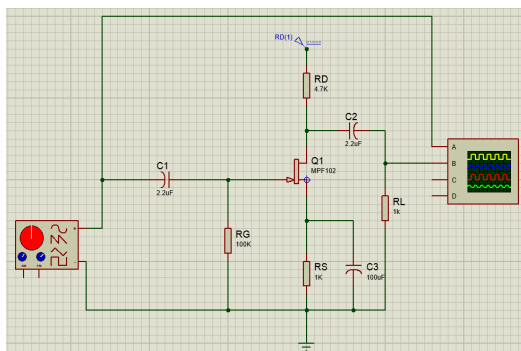 RD(1)
RD
4.7K
C2
2.2uF
A
B
C
D
Q1
MPF102
C1
2.2uF
RL
1k
RG
100K
RS
1K
C3
100uF
+